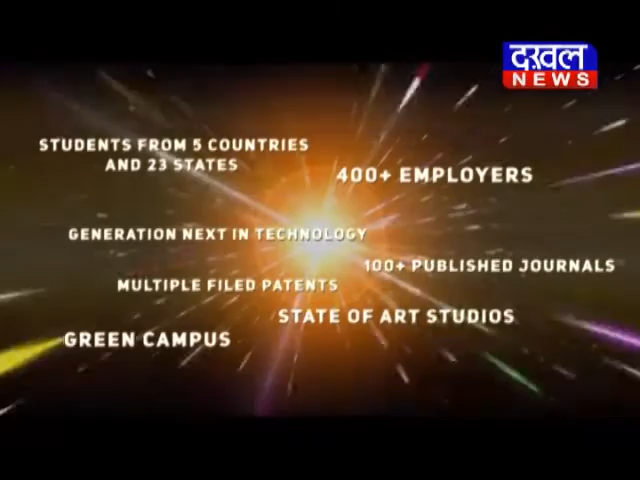 दख़ल
NEWS
STUDENTS FROM 5 COUNTRIES
AND 23 STATES
400+ EMPLOYERS
GENERATION NEXT IN TECHNOLOGY
100+ PUBLISHED JOURNALS
MULTIPLE FILED PATENTS
STATE OF ART STUDIOS
GREEN CAMPUS